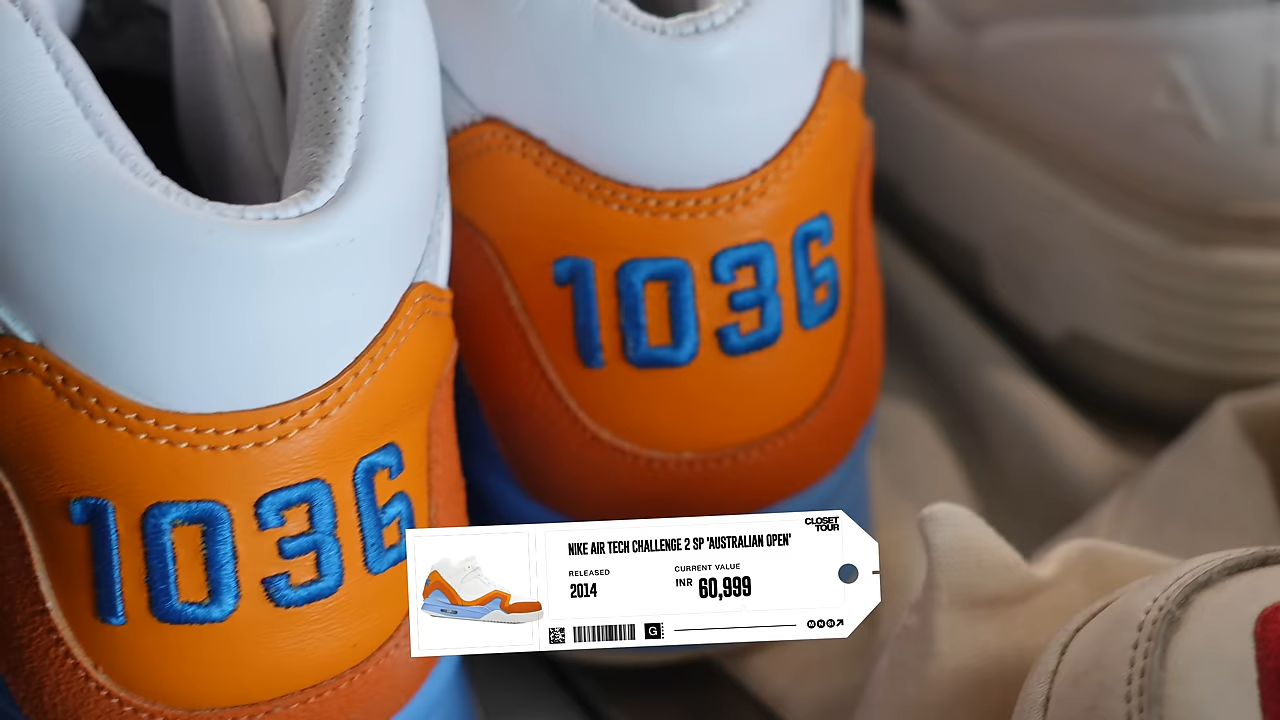 1036
1036
CLOSET
TOUR
NIKE AIR TECH CHALLENGE 2 SP 'AUSTRALIAN OPEN'
RELEASED
2014
CURRENT VALUE
INR 60,999
G